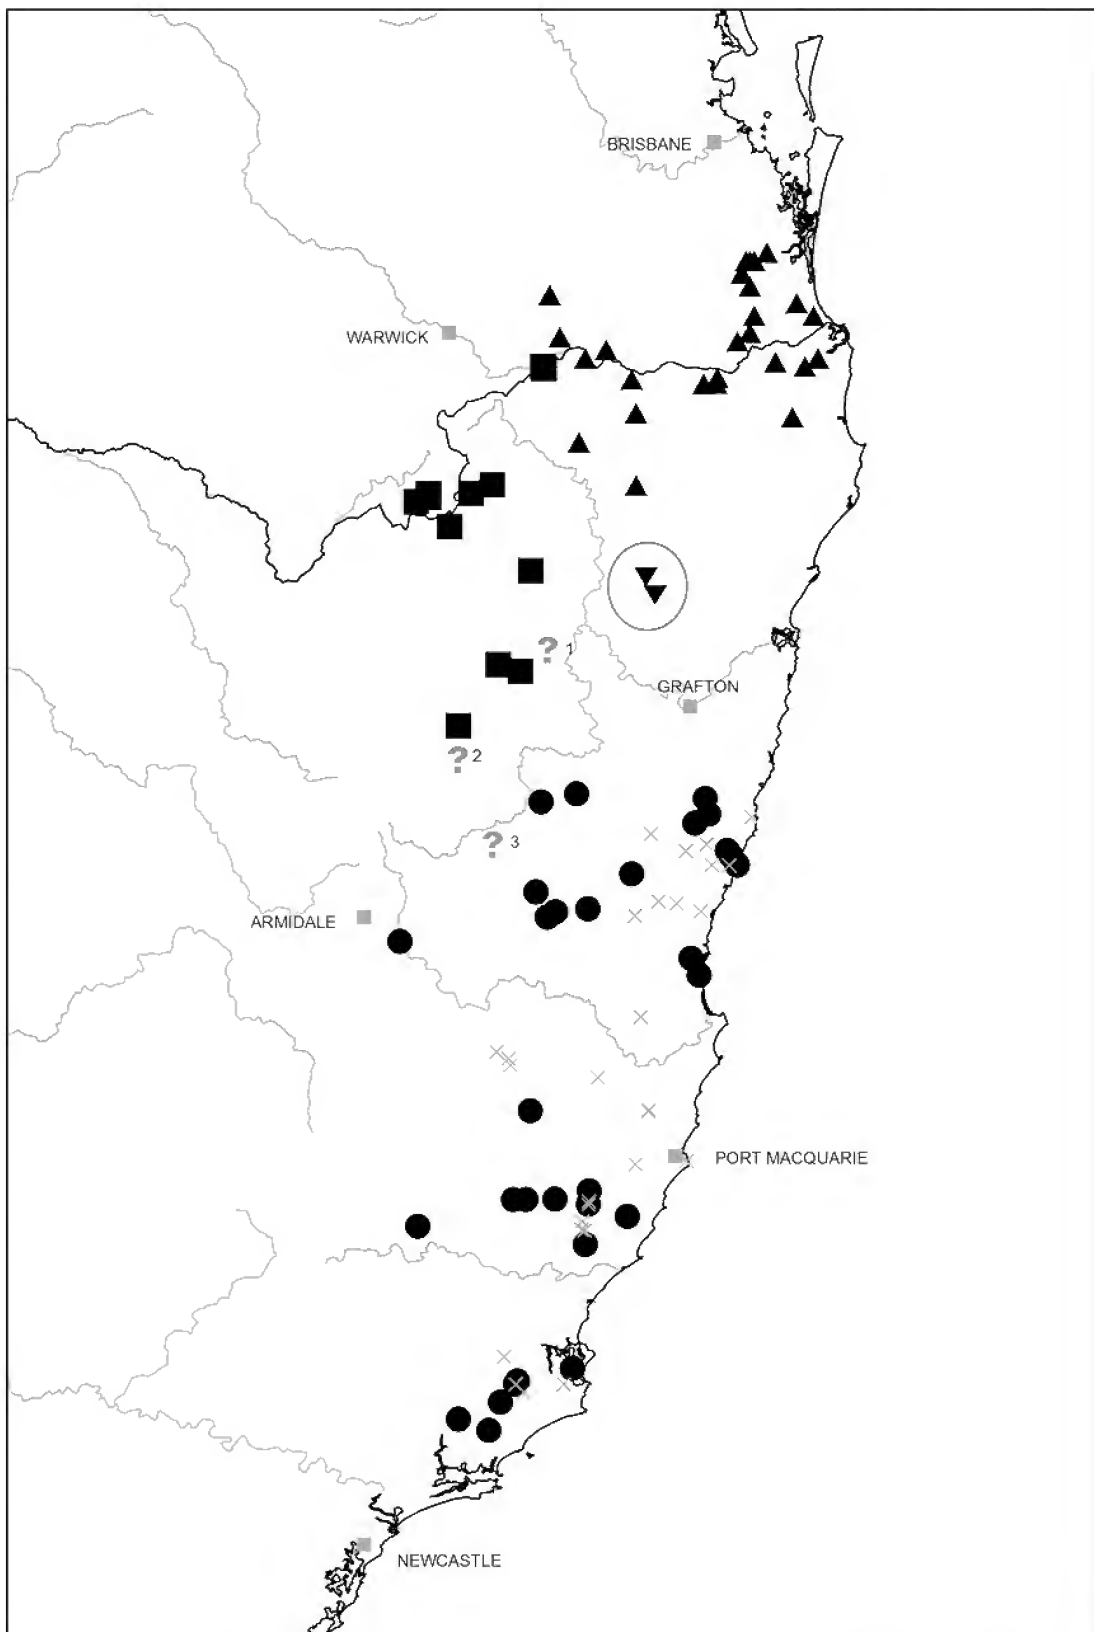 BRISBANE
WARWICK
? 1
GRAFTON
? 2
? 3
ARMIDALE
PORT MACQUARIE
NEWCASTLE